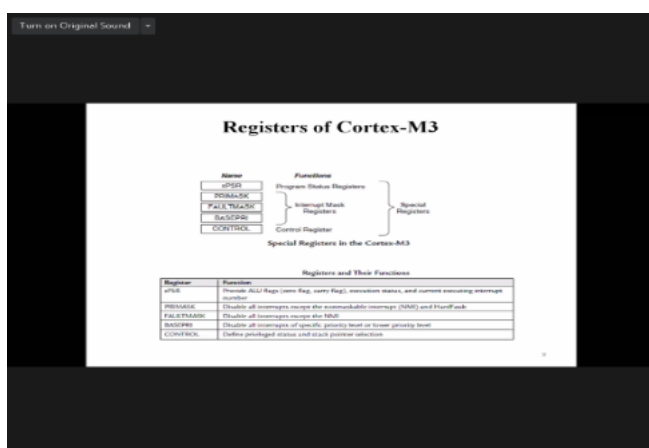 Turn on Original Sound
Registers of Cortex-M3
Name Functions
xPSR Program Status Registers
PRIMASK
FAULTMASK Interrupt Mask Registers Special Registers
BASEPRI
CONTROL Control Register
Special Registers in the Cortex-M3
Registers and Their Functions
Register Function
xPSR Provide ALU flags (zero flag, carry flag), execution status, and current executing interrupt
number
PRIMASK Disable all interrupts except the nonmaskable interrupt (NMI) and HardFault
FAULTMASK Disable all interrupts except the NMI
BASEPRI Disable all interrupts of specific priority level or lower priority level
CONTROL Define privileged status and stack pointer selection